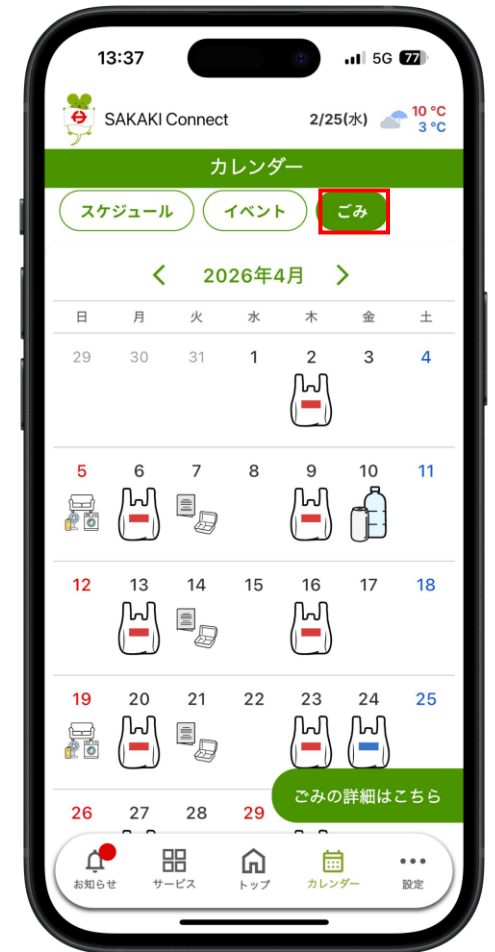 13:37 5G 77
SAKAKI Connect 2/25(水) 10 °C
3 °C
カレンダー
スケジュール イベント ごみ
2026年4月
日 月 火 水 木 金 土
29 30 31 1 2 3 4
5 6 7 8 9 10 11
12 13 14 15 16 17 18
19 20 21 22 23 24 25
ごみの詳細はこちら
26 27 28 29
お知らせ サービス トップ カレンダー 設定